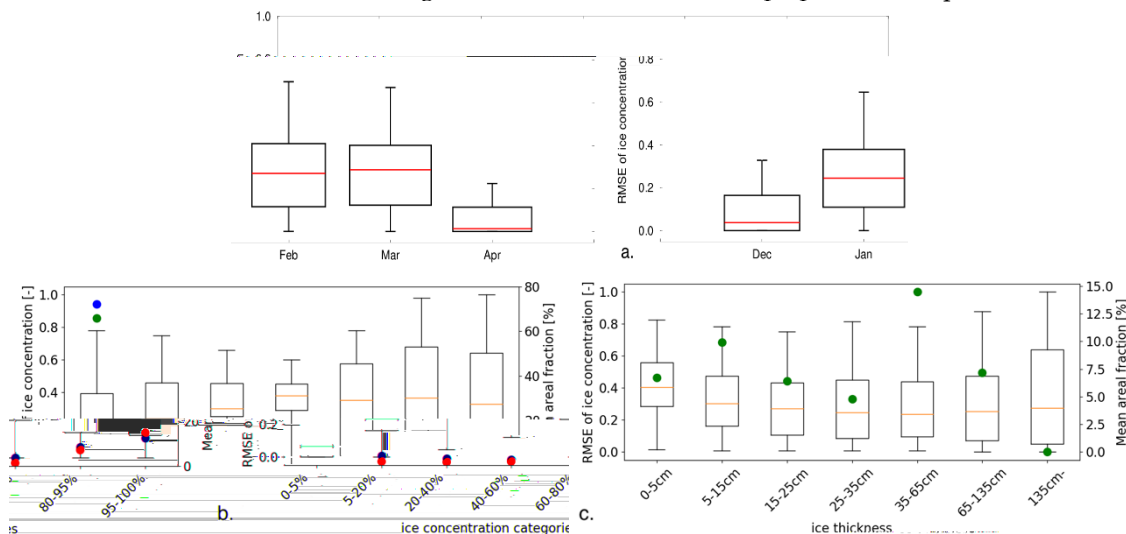 1.0
0.8
0.6
0.4
0.2
0.0
RMSE of ice concentration
Feb
Mar
Apr
Dec
Jan
a.
1.0
0.8
0.6
0.4
ice concentration [-]
80
60
40
n areal fraction [%]
20
0
Mea
RMSE o
0.2
0.0
80-95%
95-100%
0-5%
5-20%
20-40%
40-60%
60-80%
b.
es
ice concentration categorie
1.0
0.8
0.6
0.4
0.2
0.0
RMSE of ice concentration [-]
15.0
12.5
10.0
7.5
5.0
2.5
0.0
Mean areal fraction [%]
0-5cm
5-15cm
15-25cm
25-35cm
35-65cm
65-135cm
135cm-
c.
ice thickness